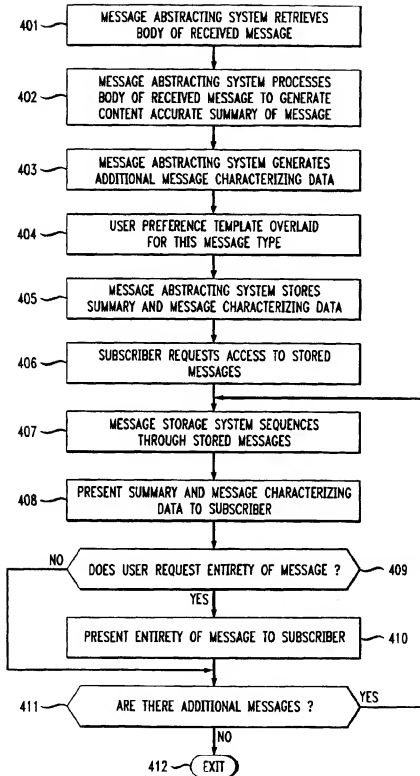 401
MESSAGE ABSTRACTING SYSTEM RETRIEVES
BODY OF RECEIVED MESSAGE
402
MESSAGE ABSTRACTING SYSTEM PROCESSES
BODY OF RECEIVED MESSAGE TO GENERATE
CONTENT ACCURATE SUMMARY OF MESSAGE
403
MESSAGE ABSTRACTING SYSTEM GENERATES
ADDITIONAL MESSAGE CHARACTERIZING DATA
404
USER PREFERENCE TEMPLATE OVERLAID
FOR THIS MESSAGE TYPE
405
MESSAGE ABSTRACTING SYSTEM STORES
SUMMARY AND MESSAGE CHARACTERIZING DATA
406
SUBSCRIBER REQUESTS ACCESS TO STORED
MESSAGES
407
MESSAGE STORAGE SYSTEM SEQUENCES
THROUGH STORED MESSAGES
408
PRESENT SUMMARY AND MESSAGE CHARACTERIZING
DATA TO SUBSCRIBER
NO
DOES USER REQUEST ENTIRETY OF MESSAGE ?
409
YES
PRESENT ENTIRETY OF MESSAGE TO SUBSCRIBER
410
411
ARE THERE ADDITIONAL MESSAGES ?
YES
NO
412
EXIT